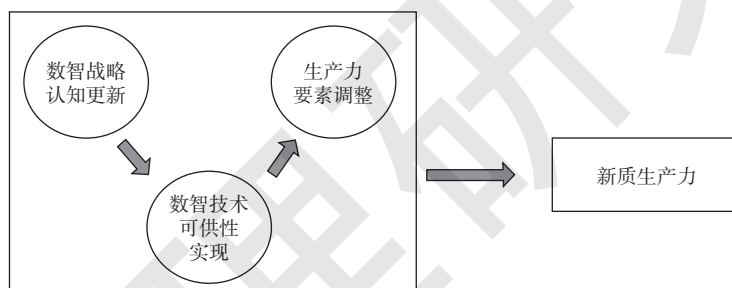 数智战略
认知更新
生产力
要素调整
数智技术
可供性
实现
新质生产力